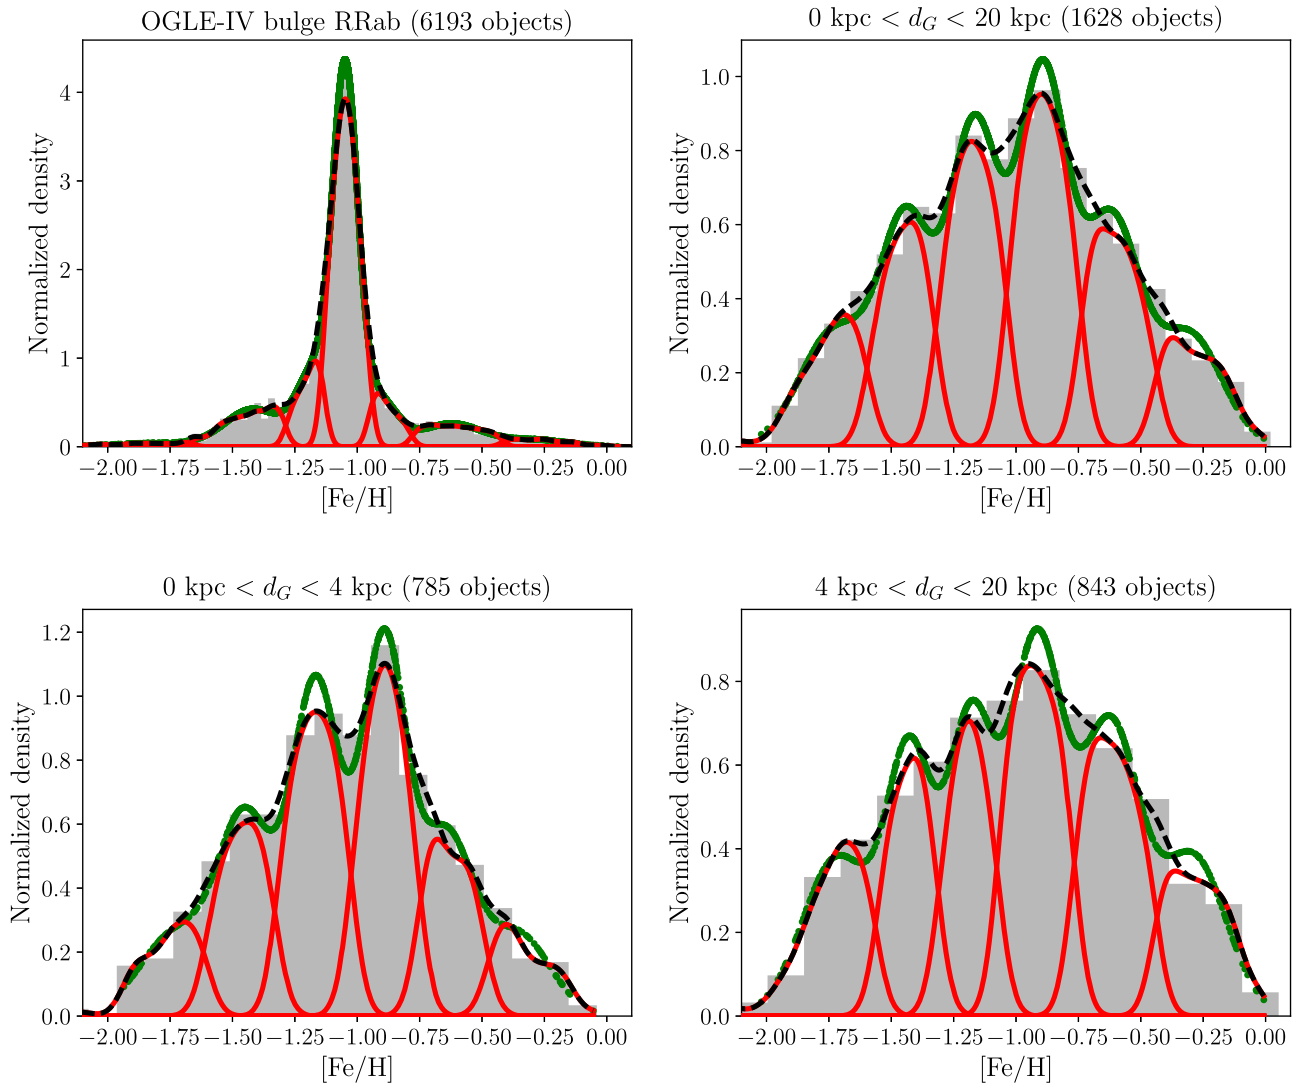 OGLE-IV bulge RRab (6193 objects)
Normalized density
4
3
2
1
0
−2.00 −1.75 −1.50 −1.25 −1.00 −0.75 −0.50 −0.25 0.00
[Fe/H]
0 kpc < d_G < 20 kpc (1628 objects)
Normalized density
1.0
0.8
0.6
0.4
0.2
0.0
−2.00 −1.75 −1.50 −1.25 −1.00 −0.75 −0.50 −0.25 0.00
[Fe/H]
0 kpc < d_G < 4 kpc (785 objects)
Normalized density
1.2
1.0
0.8
0.6
0.4
0.2
0.0
−2.00 −1.75 −1.50 −1.25 −1.00 −0.75 −0.50 −0.25 0.00
[Fe/H]
4 kpc < d_G < 20 kpc (843 objects)
Normalized density
0.8
0.6
0.4
0.2
0.0
−2.00 −1.75 −1.50 −1.25 −1.00 −0.75 −0.50 −0.25 0.00
[Fe/H]